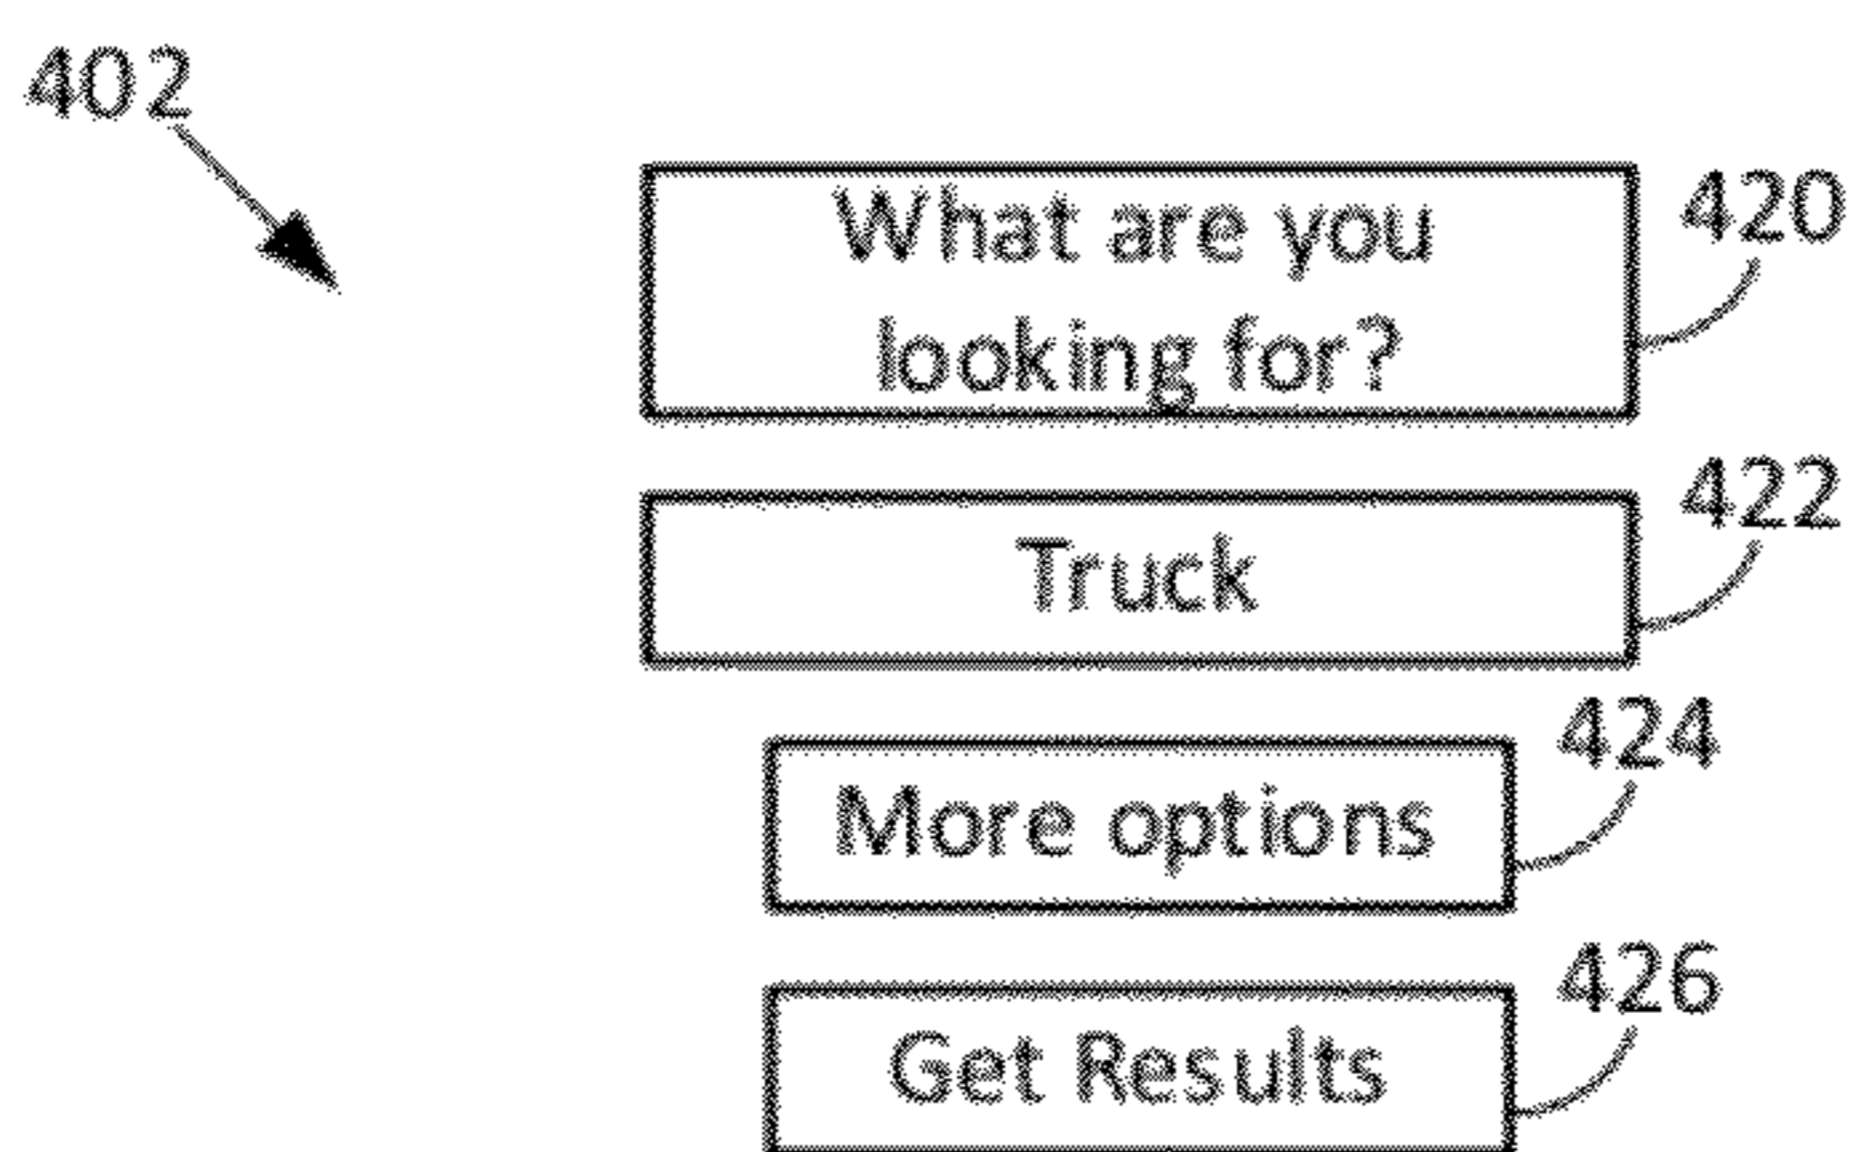 402
What are you
looking for?
420
Truck
422
More options
424
Get Results
426